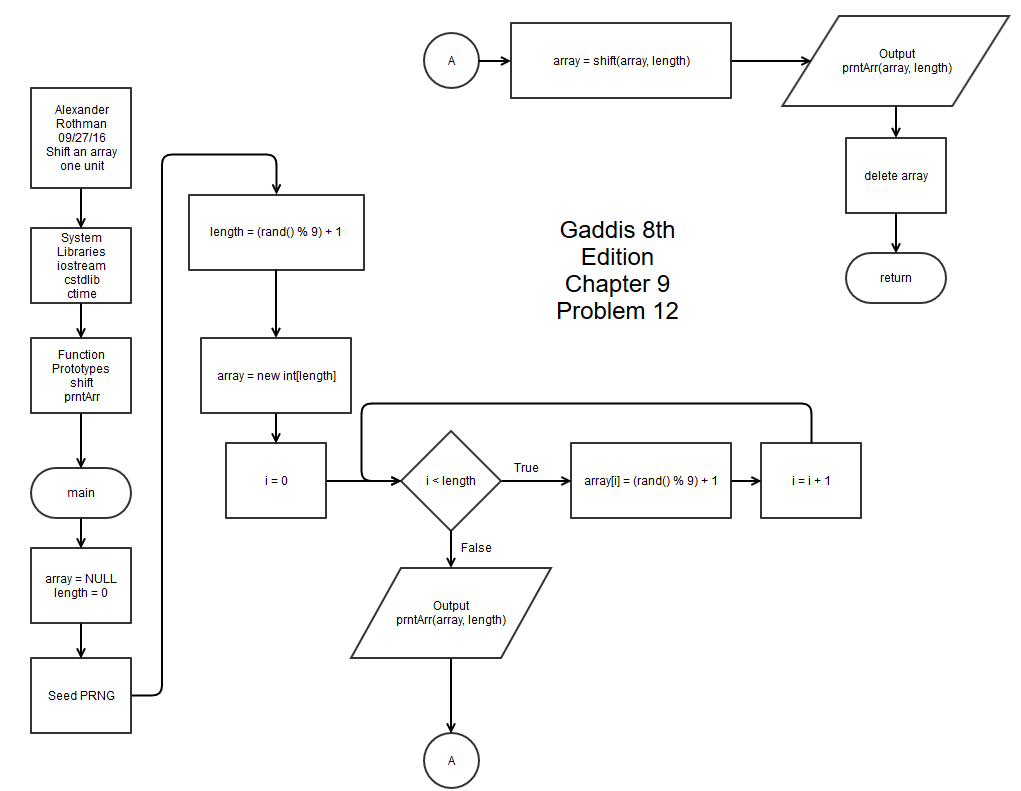 Alexander
Rothman
09/27/16
Shift an array
one unit
System
Libraries
iostream
cstdlib
ctime
Function
Prototypes
shift
prntArr
main
array = NULL
length = 0
Seed PRNG
length = (rand() % 9) + 1
array = new int[length]
i = 0
i < length
True
array[i] = (rand() % 9) + 1
i = i + 1
False
Output
prntArr(array, length)
A
A
array = shift(array, length)
Output
prntArr(array, length)
delete array
return
Gaddis 8th
Edition
Chapter 9
Problem 12